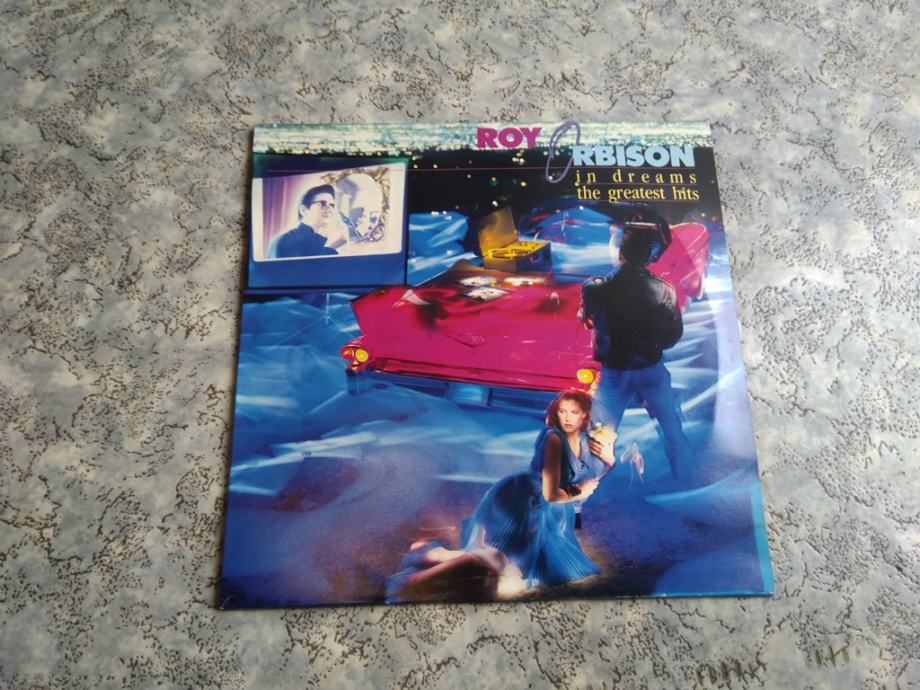 ROY ORBISON
in dreams
the greatest hits